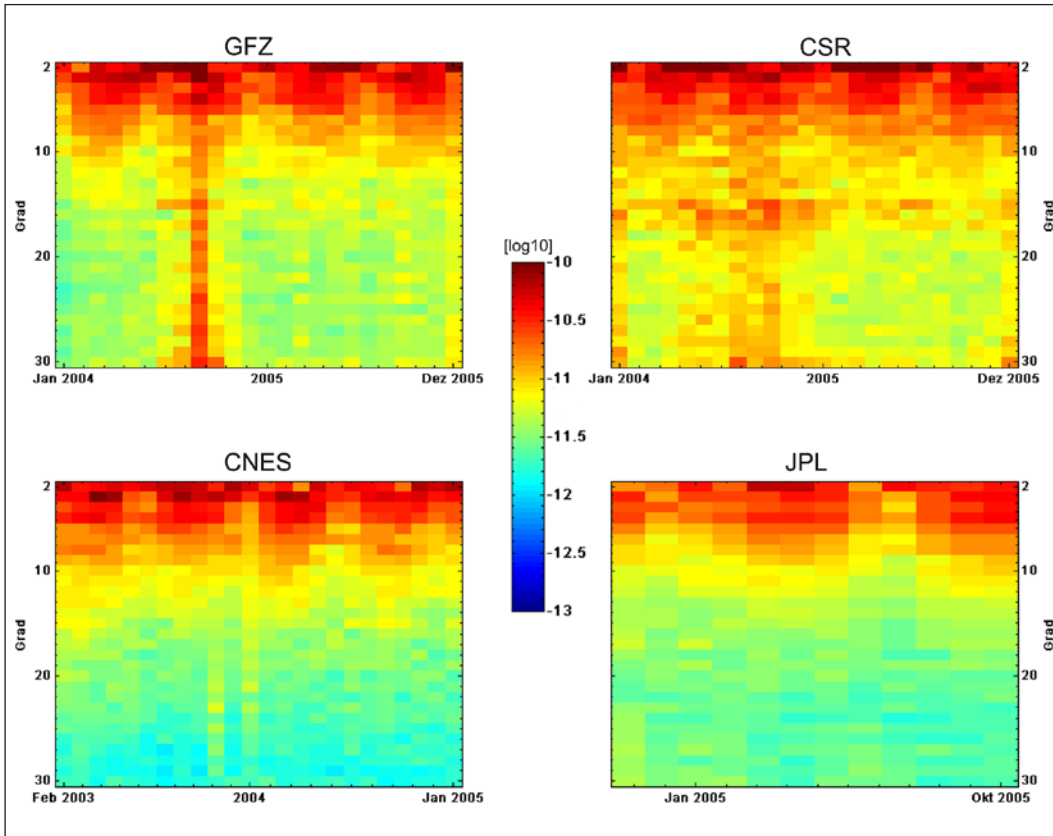 GFZ
CSR
2
10
20
30
Grad
Jan 2004
2005
Dez 2005
2
10
20
30
Grad
Jan 2004
2005
Dez 2005
[log10]
-10
-10.5
-11
-11.5
-12
-12.5
-13
CNES
JPL
2
10
20
30
Grad
Feb 2003
2004
Jan 2005
2
10
20
30
Grad
Jan 2005
Okt 2005